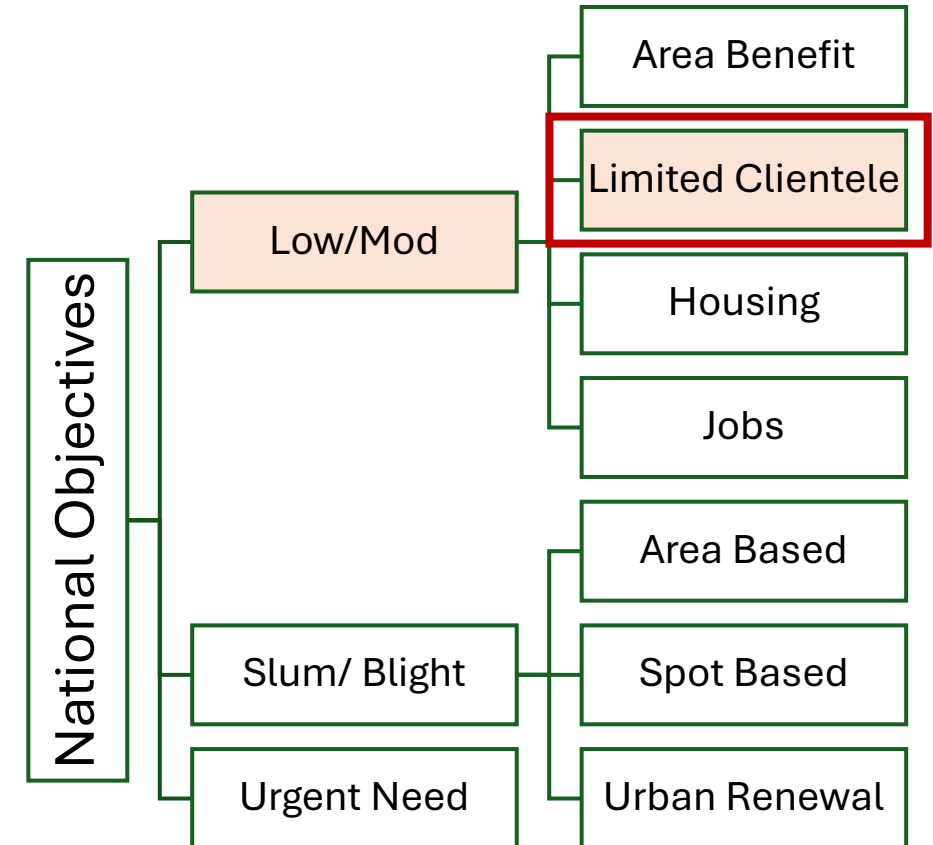 National Objectives
Low/Mod
Area Benefit
Limited Clientele
Housing
Jobs
Slum/ Blight
Area Based
Spot Based
Urban Renewal
Urgent Need